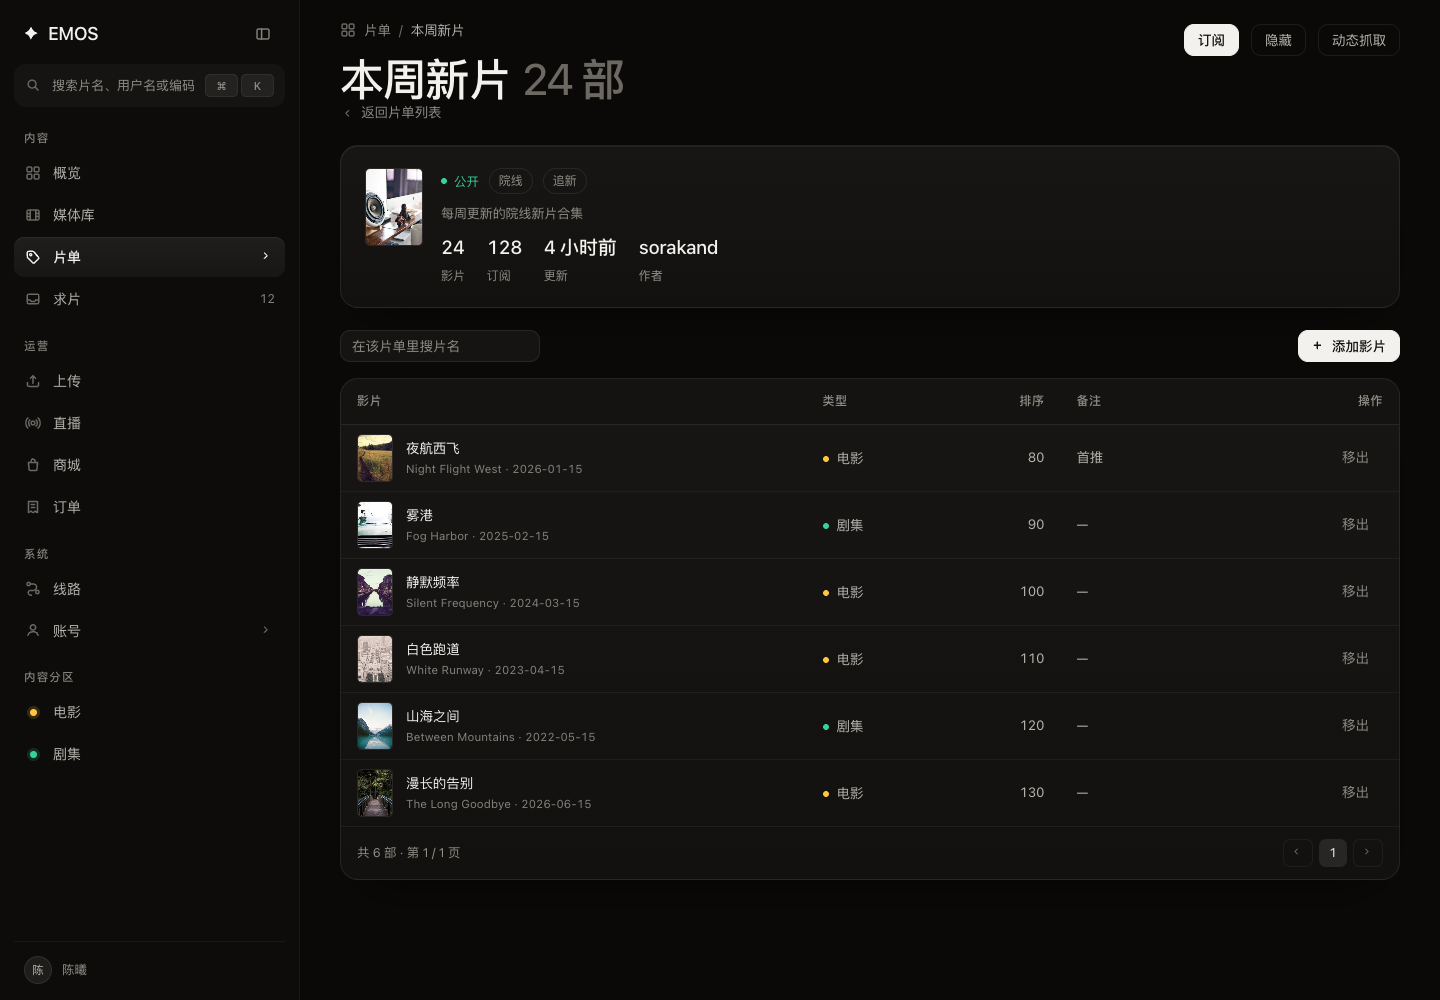 EMOS
搜索片名、用户名或编码 ⌘ K
内容
概览
媒体库
片单
求片 12
运营
上传
直播
商城
订单
系统
线路
账号
内容分区
电影
剧集
陈 陈曦
片单 / 本周新片
本周新片 24 部
返回片单列表
订阅 隐藏 动态抓取
公开 院线 追新
每周更新的院线新片合集
24 128 4 小时前 sorakand
影片 订阅 更新 作者
在该片单里搜片名
+ 添加影片
影片 类型 排序 备注 操作
夜航西飞
Night Flight West · 2026-01-15
电影 80 首推 移出
雾港
Fog Harbor · 2025-02-15
剧集 90 — 移出
静默频率
Silent Frequency · 2024-03-15
电影 100 — 移出
白色跑道
White Runway · 2023-04-15
电影 110 — 移出
山海之间
Between Mountains · 2022-05-15
剧集 120 — 移出
漫长的告别
The Long Goodbye · 2026-06-15
电影 130 — 移出
共 6 部 · 第 1 / 1 页
1